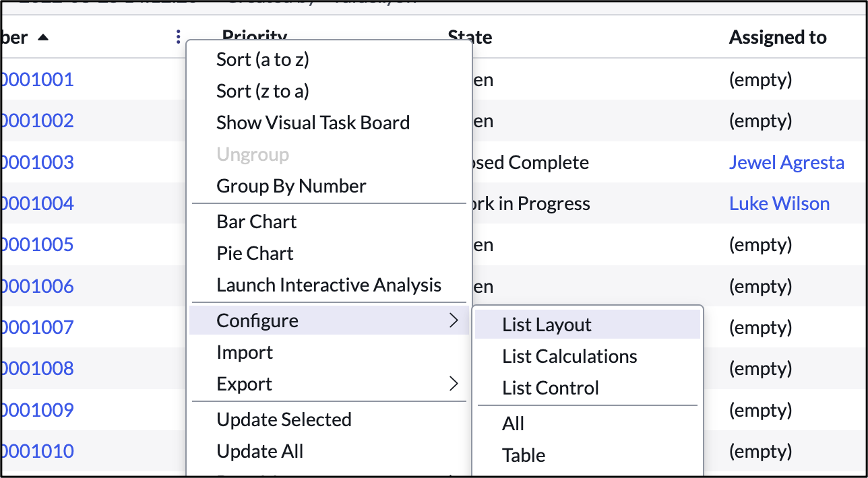 ber Priority State Assigned to
0001001 en (empty)
0001002 en (empty)
0001003 osed Complete Jewel Agresta
0001004 ork in Progress Luke Wilson
0001005 en (empty)
0001006 en (empty)
0001007 (empty)
0001008 (empty)
0001009 (empty)
0001010 (empty)
Sort (a to z)
Sort (z to a)
Show Visual Task Board
Ungroup
Group By Number
Bar Chart
Pie Chart
Launch Interactive Analysis
Configure
Import
Export
Update Selected
Update All
List Layout
List Calculations
List Control
All
Table